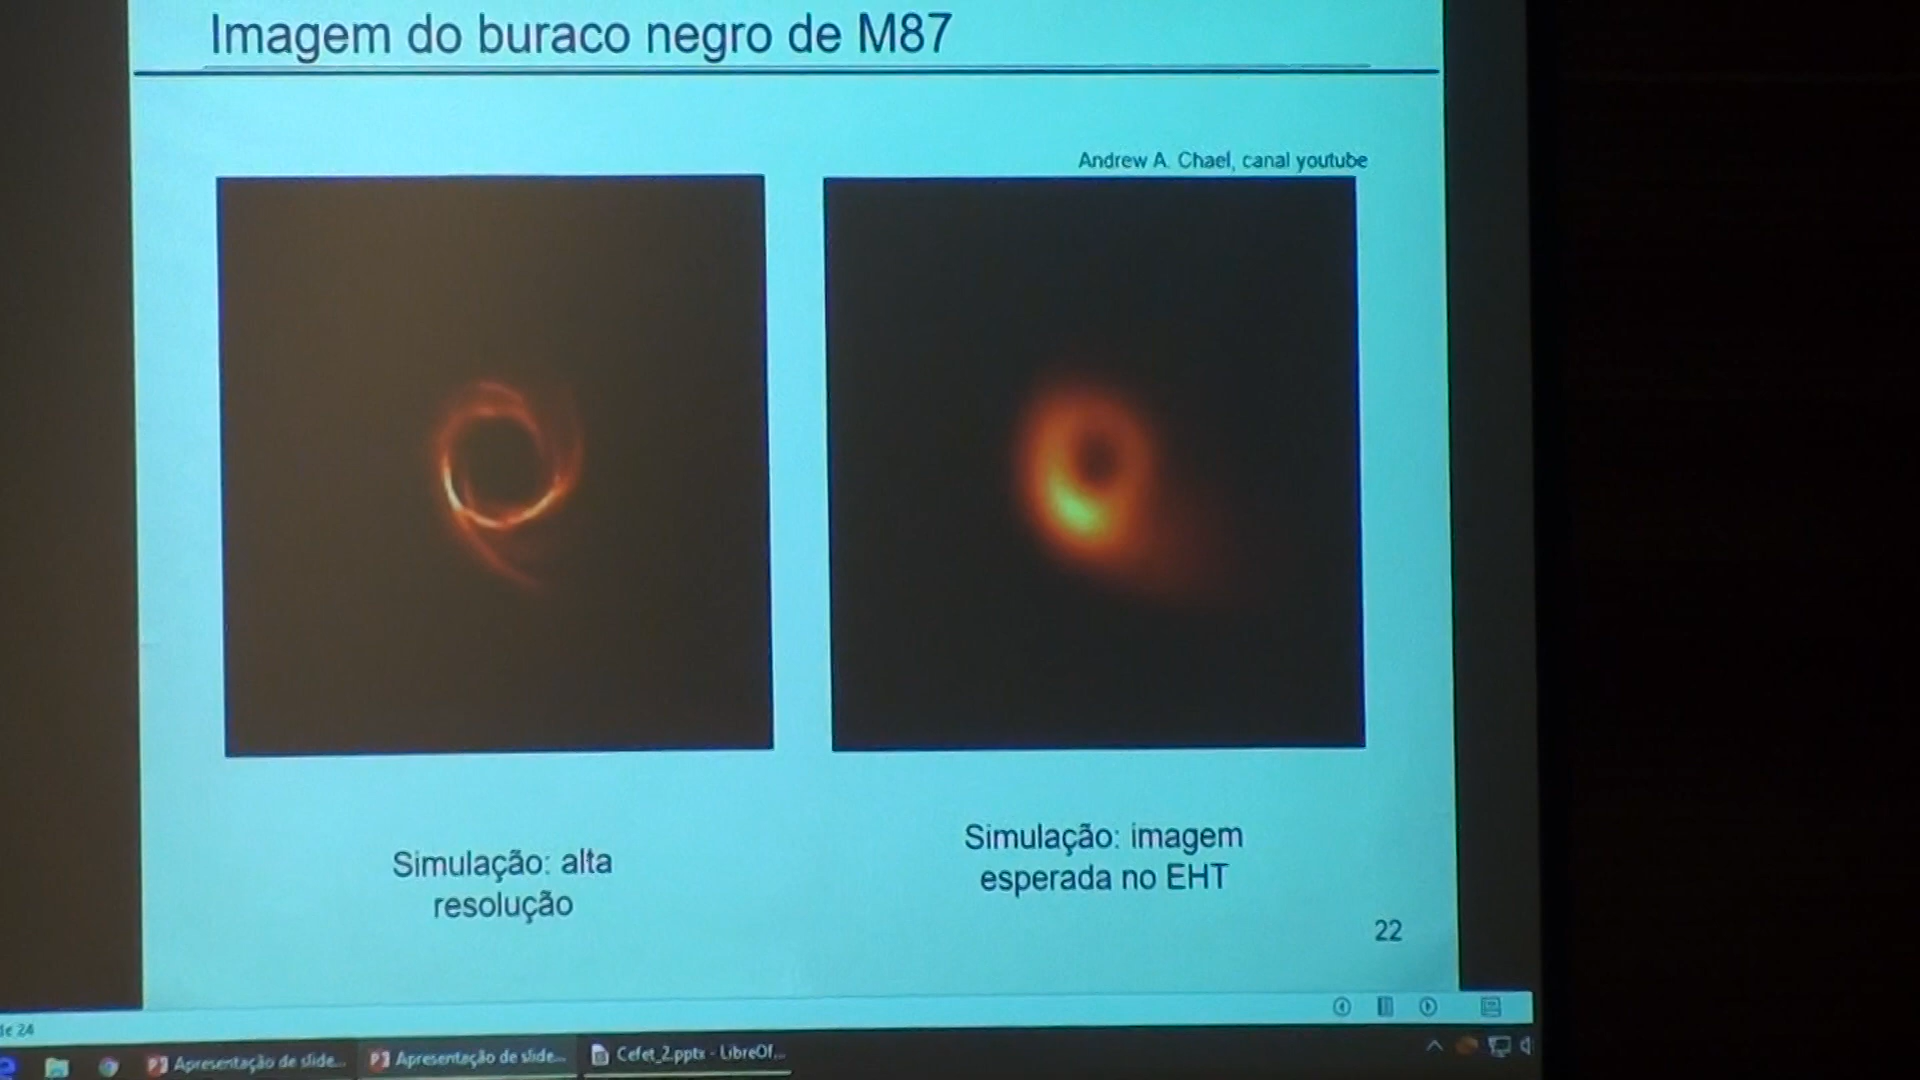 Imagem do buraco negro de M87
Andrew A. Chael, canal youtube
Simulação: alta
resolução
Simulação: imagem
esperada no EHT
22
de 24
Apresentação de slide...
Apresentação de slide...
Cefet_2.pptx - LibreOf...